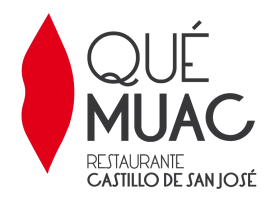 QUÉ
MUAC
RESTAURANTE
CASTILLO DE SAN JOSÉ